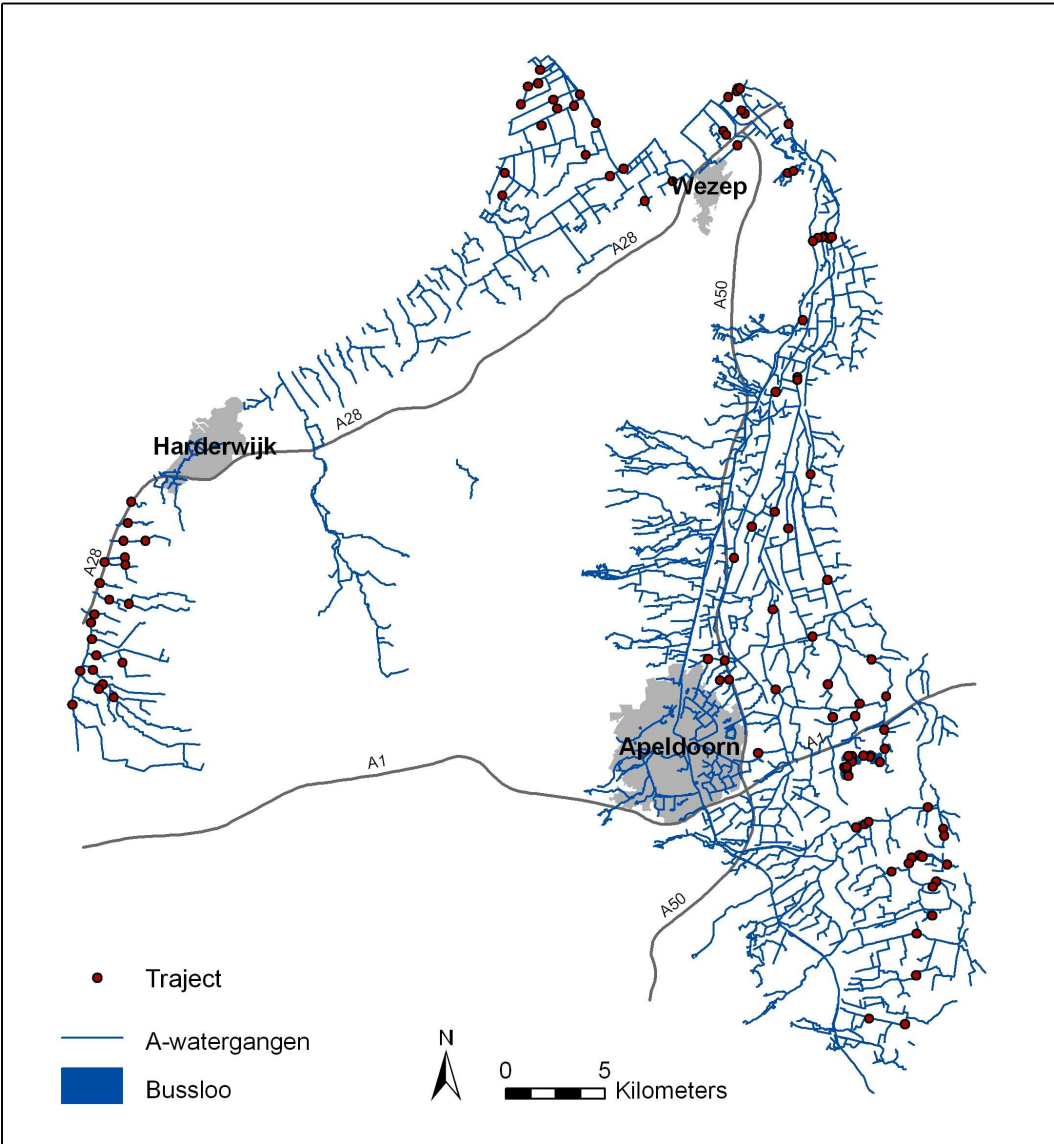 Wezep
A28
A50
A28
Harderwijk
A28
Apeldoorn
A1
A1
A50
Traject
A-watergangen
Bussloo
N
0 5
Kilometers